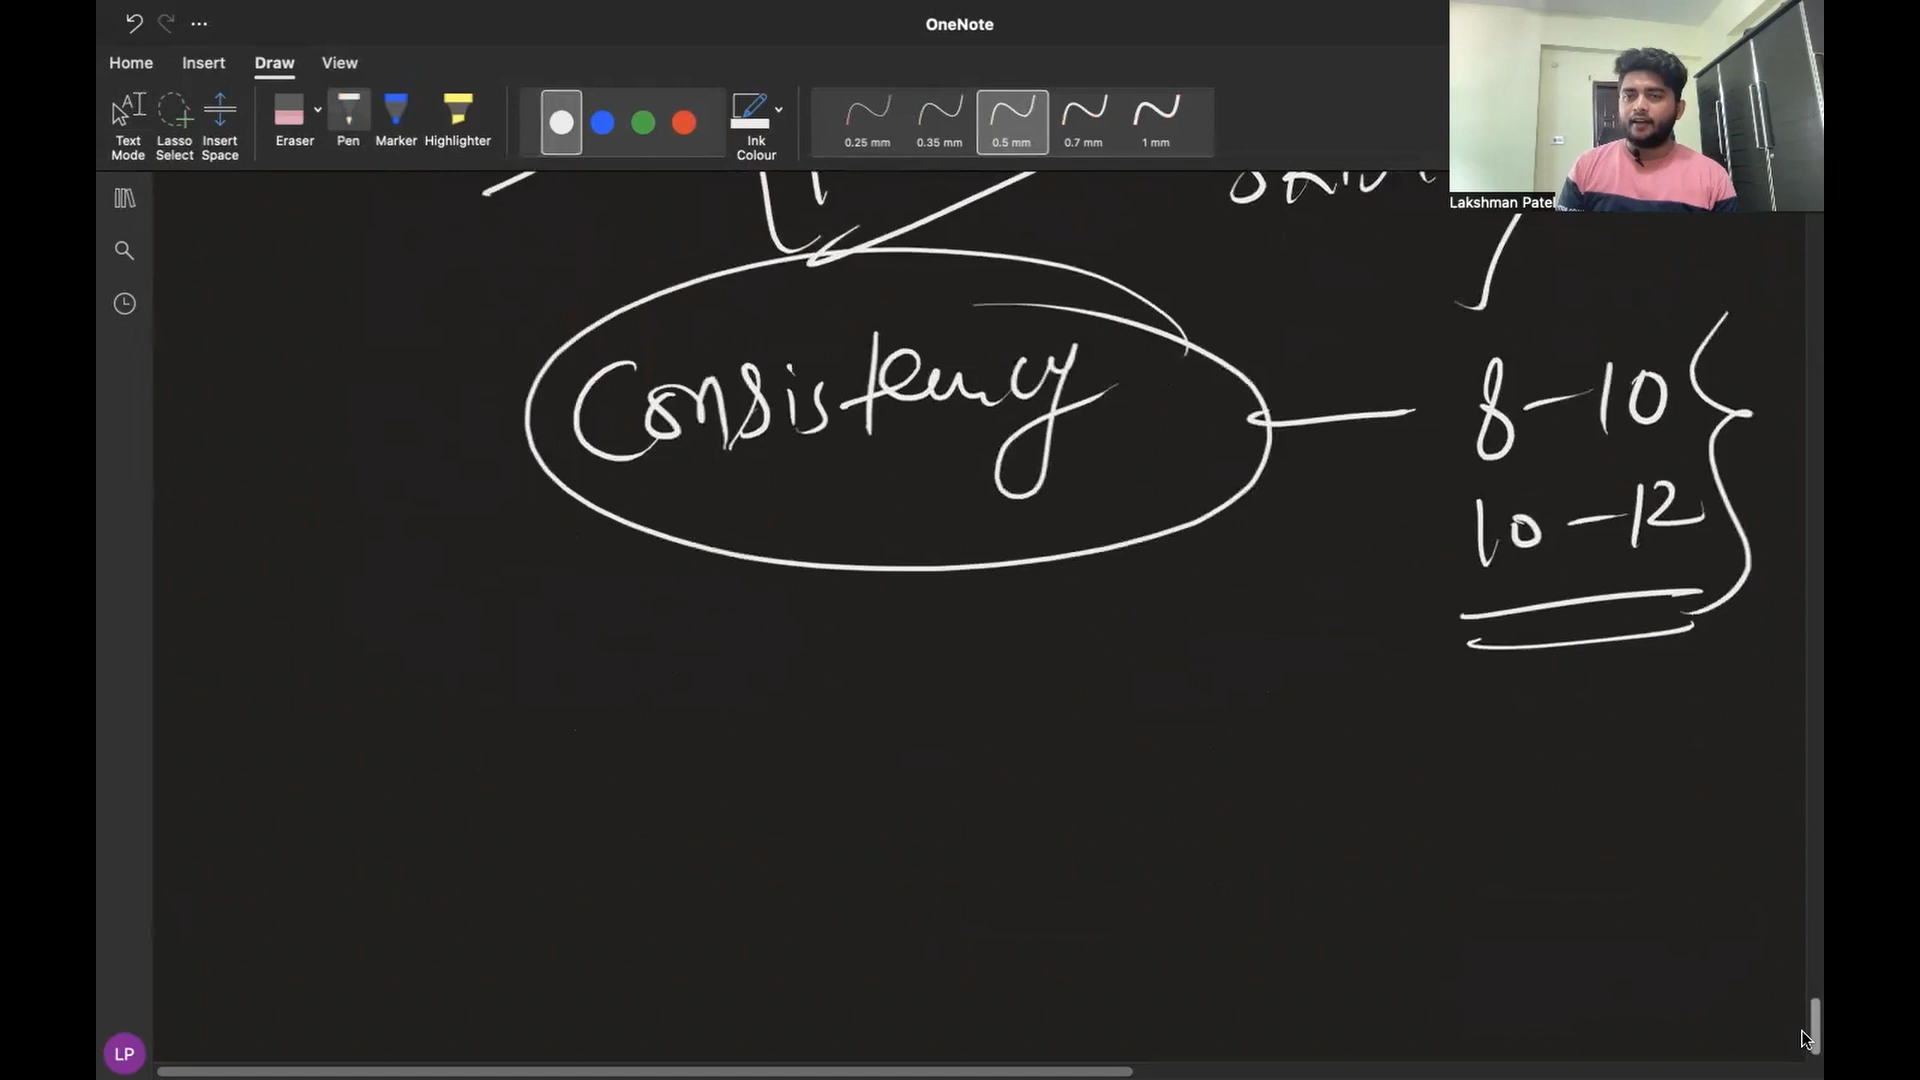 OneNote
Home Insert Draw View
Text Mode
Lasso Select
Insert Space
Eraser
Pen
Marker
Highlighter
Ink Colour
0.25 mm
0.35 mm
0.5 mm
0.7 mm
1 mm
Lakshman Patel
Consistency
8-10
10-12
LP